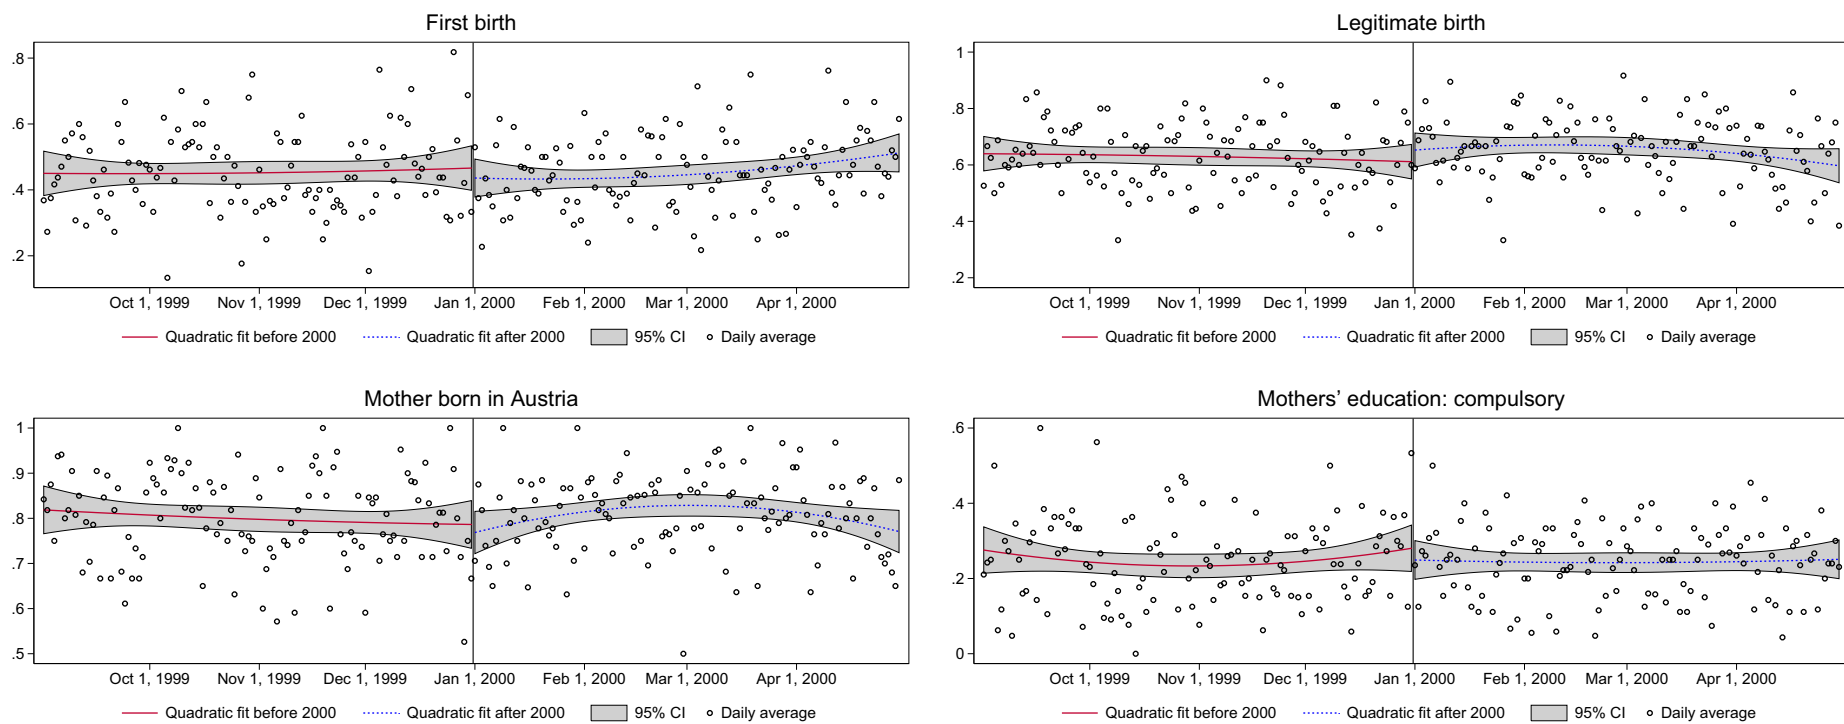 First birth
.8
.6
.4
.2
Oct 1, 1999 Nov 1, 1999 Dec 1, 1999 Jan 1, 2000 Feb 1, 2000 Mar 1, 2000 Apr 1, 2000
Quadratic fit before 2000 Quadratic fit after 2000 95% CI Daily average
Legitimate birth
1
.8
.6
.4
.2
Oct 1, 1999 Nov 1, 1999 Dec 1, 1999 Jan 1, 2000 Feb 1, 2000 Mar 1, 2000 Apr 1, 2000
Quadratic fit before 2000 Quadratic fit after 2000 95% CI Daily average
Mother born in Austria
1
.9
.8
.7
.6
.5
Oct 1, 1999 Nov 1, 1999 Dec 1, 1999 Jan 1, 2000 Feb 1, 2000 Mar 1, 2000 Apr 1, 2000
Quadratic fit before 2000 Quadratic fit after 2000 95% CI Daily average
Mothers’ education: compulsory
.6
.4
.2
0
Oct 1, 1999 Nov 1, 1999 Dec 1, 1999 Jan 1, 2000 Feb 1, 2000 Mar 1, 2000 Apr 1, 2000
Quadratic fit before 2000 Quadratic fit after 2000 95% CI Daily average